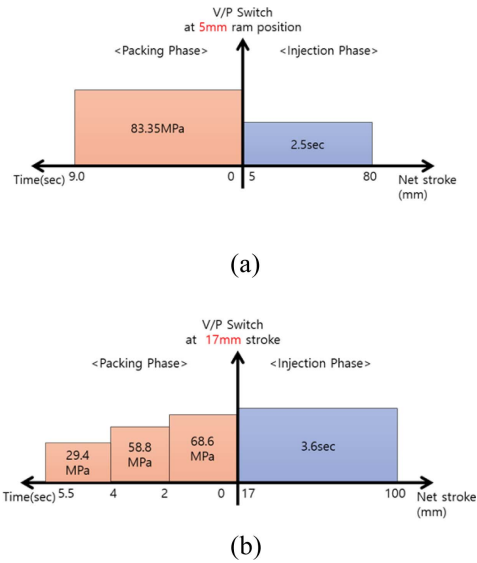 V/P Switch
at 5mm ram position
<Packing Phase> <Injection Phase>
83.35MPa
2.5sec
Time(sec) 9.0 0 5 80 Net stroke
(mm)
(a)
V/P Switch
at 17mm stroke
<Packing Phase> <Injection Phase>
29.4
MPa
58.8
MPa
68.6
MPa
3.6sec
Time(sec) 5.5 4 2 0 17 100 Net stroke
(mm)
(b)